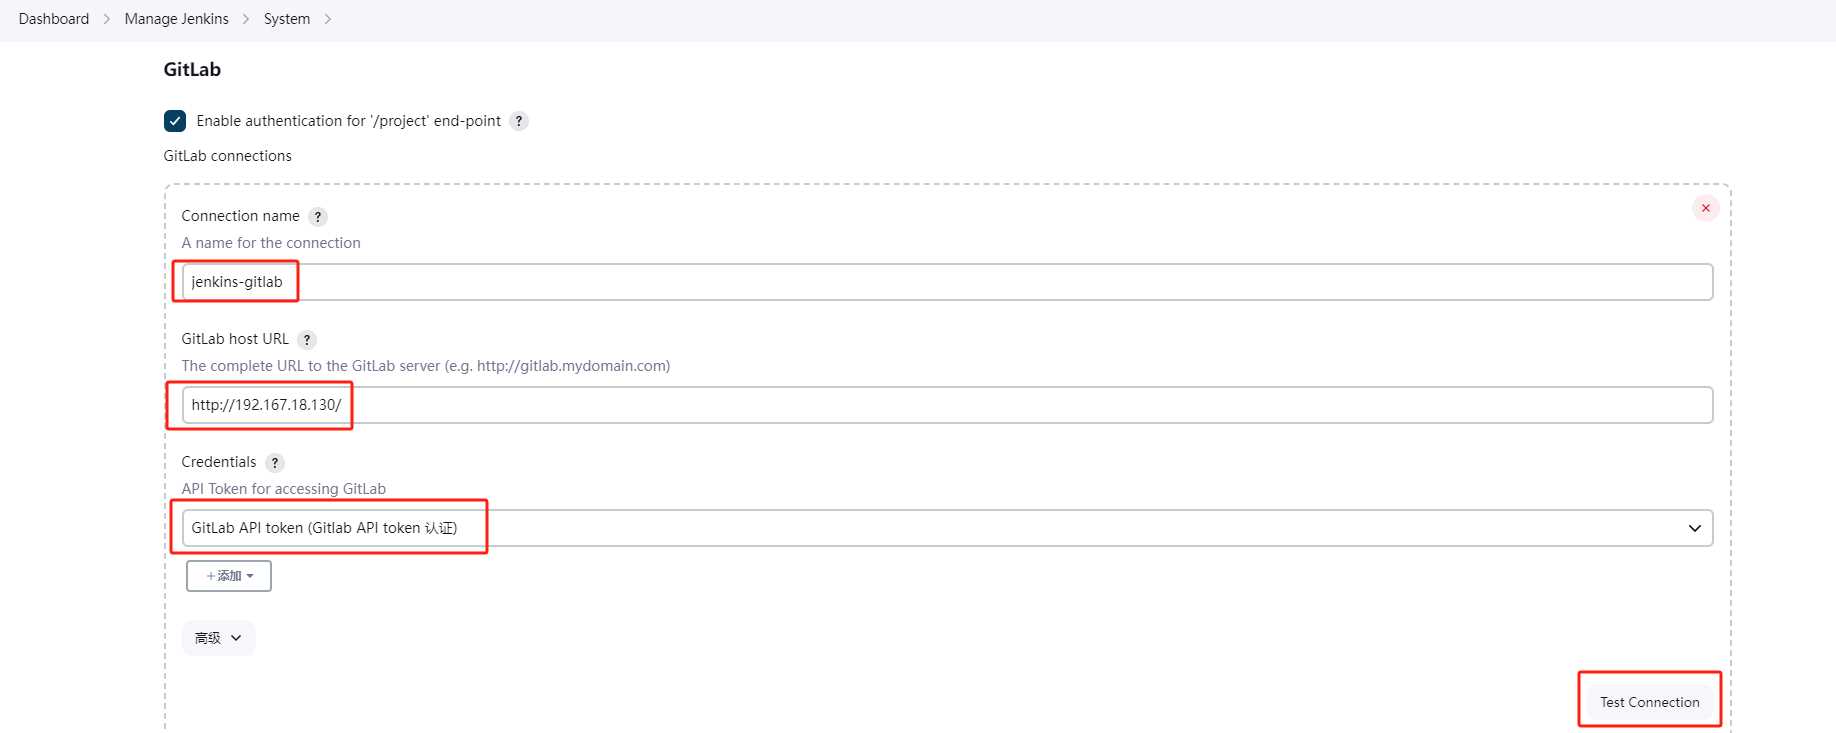 Dashboard > Manage Jenkins > System >
GitLab
Enable authentication for '/project' end-point ?
GitLab connections
Connection name ?
A name for the connection
jenkins-gitlab
GitLab host URL ?
The complete URL to the GitLab server (e.g. http://gitlab.mydomain.com)
http://192.167.18.130/
Credentials ?
API Token for accessing GitLab
GitLab API token (Gitlab API token 认证)
+添加
高级
Test Connection